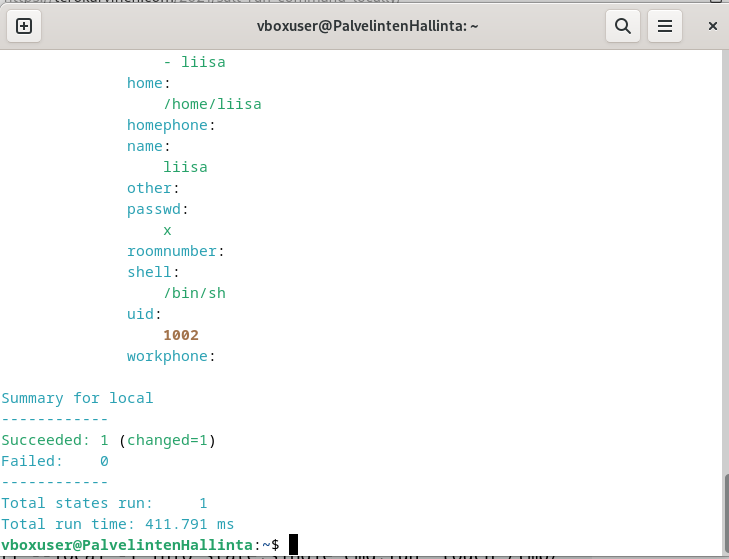 vboxuser@PalvelintenHallinta: ~
- liisa
home:
/home/liisa
homephone:
name:
liisa
other:
passwd:
x
roomnumber:
shell:
/bin/sh
uid:
1002
workphone:
Summary for local
------------
Succeeded: 1 (changed=1)
Failed:    0
------------
Total states run:     1
Total run time: 411.791 ms
vboxuser@PalvelintenHallinta:~$